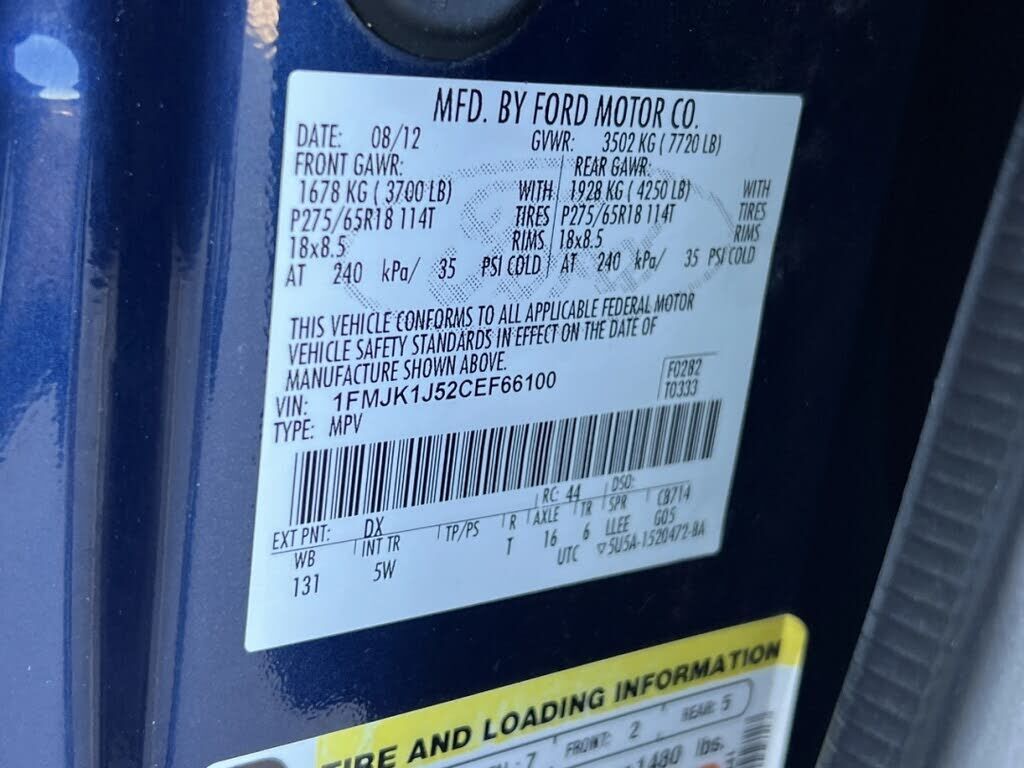 MFD. BY FORD MOTOR CO.
DATE: 08/12 GVWR: 3502 KG ( 7720 LB)
FRONT GAWR: REAR GAWR:
1678 KG ( 3700 LB) WITH 1928 KG ( 4250 LB) WITH
P275/65R18 114T TIRES P275/65R18 114T TIRES
18x8.5 RIMS 18x8.5 RIMS
AT 240 kPa/ 35 PSI COLD AT 240 kPa/ 35 PSI COLD
THIS VEHICLE CONFORMS TO ALL APPLICABLE FEDERAL MOTOR
VEHICLE SAFETY STANDARDS IN EFFECT ON THE DATE OF
MANUFACTURE SHOWN ABOVE.
VIN: 1FMJK1J52CEF66100
TYPE: MPV
F0282
T0333
EXT PNT: DX RC: 44 DSO:
WB INT TR TP/PS R AXLE TR SPR C8714
131 5W T 16 6 LLEE G05
UTC ▽5U5A-1520472-BA
TIRE AND LOADING INFORMATION
7 FRONT: 2 REAR: 5
1480 lbs.